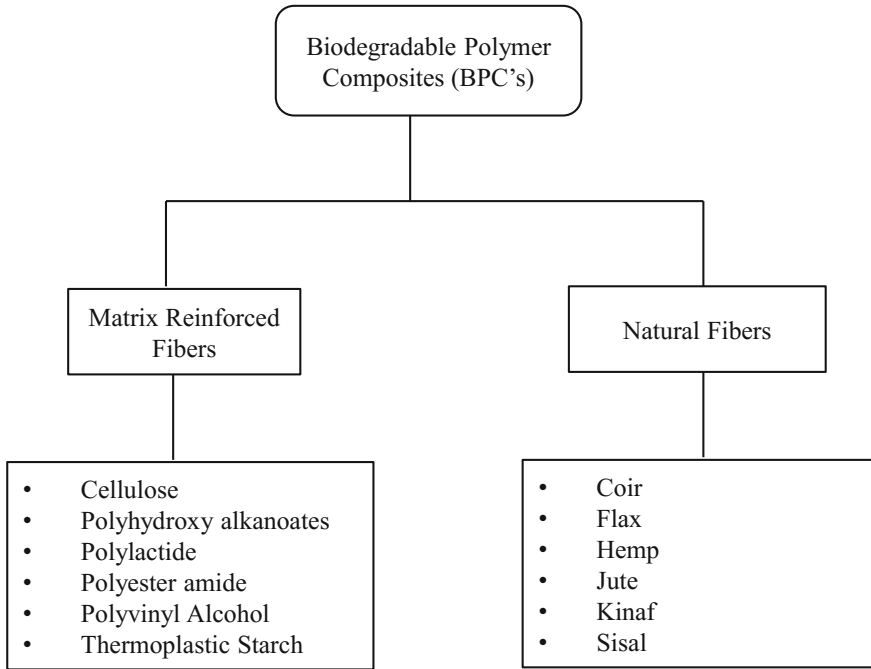 Biodegradable Polymer
Composites (BPC's)
Matrix Reinforced
Fibers
Natural Fibers
• Cellulose
• Polyhydroxy alkanoates
• Polylactide
• Polyester amide
• Polyvinyl Alcohol
• Thermoplastic Starch
• Coir
• Flax
• Hemp
• Jute
• Kinaf
• Sisal